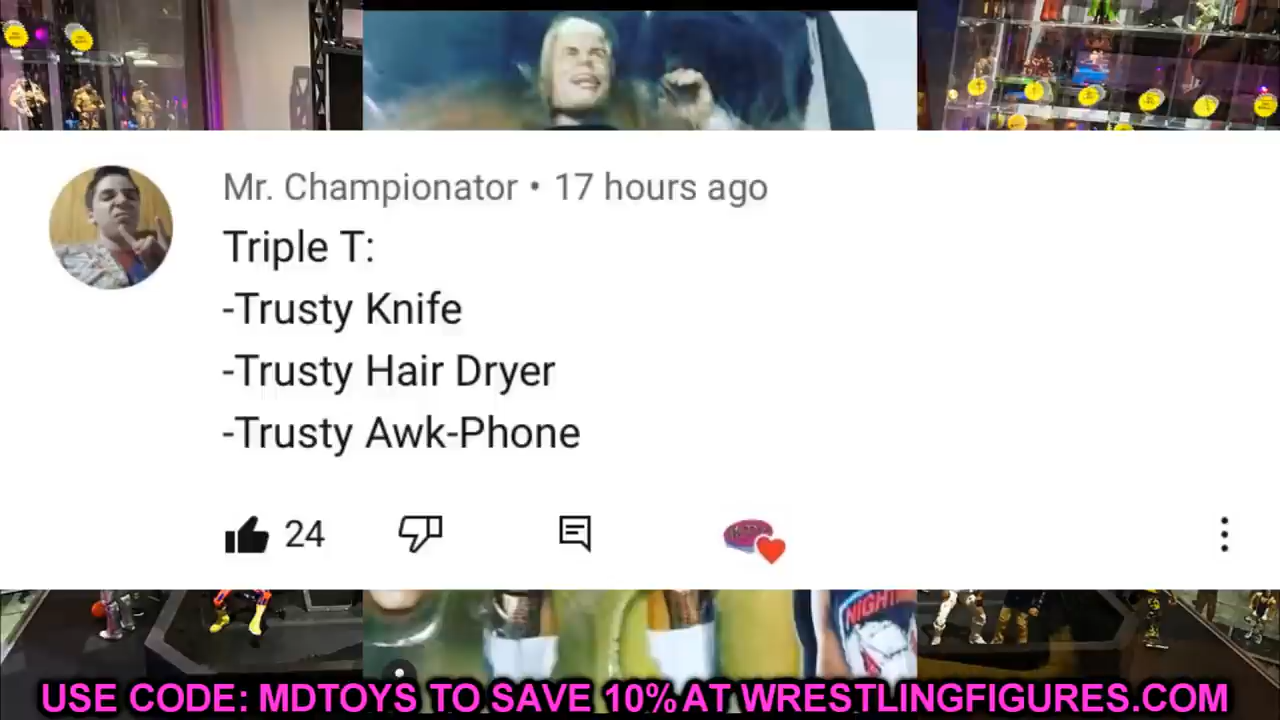 Mr. Championator • 17 hours ago
Triple T:
-Trusty Knife
-Trusty Hair Dryer
-Trusty Awk-Phone
24
NIGHT
USE CODE: MDTOYS TO SAVE 10% AT WRESTLINGFIGURES.COM